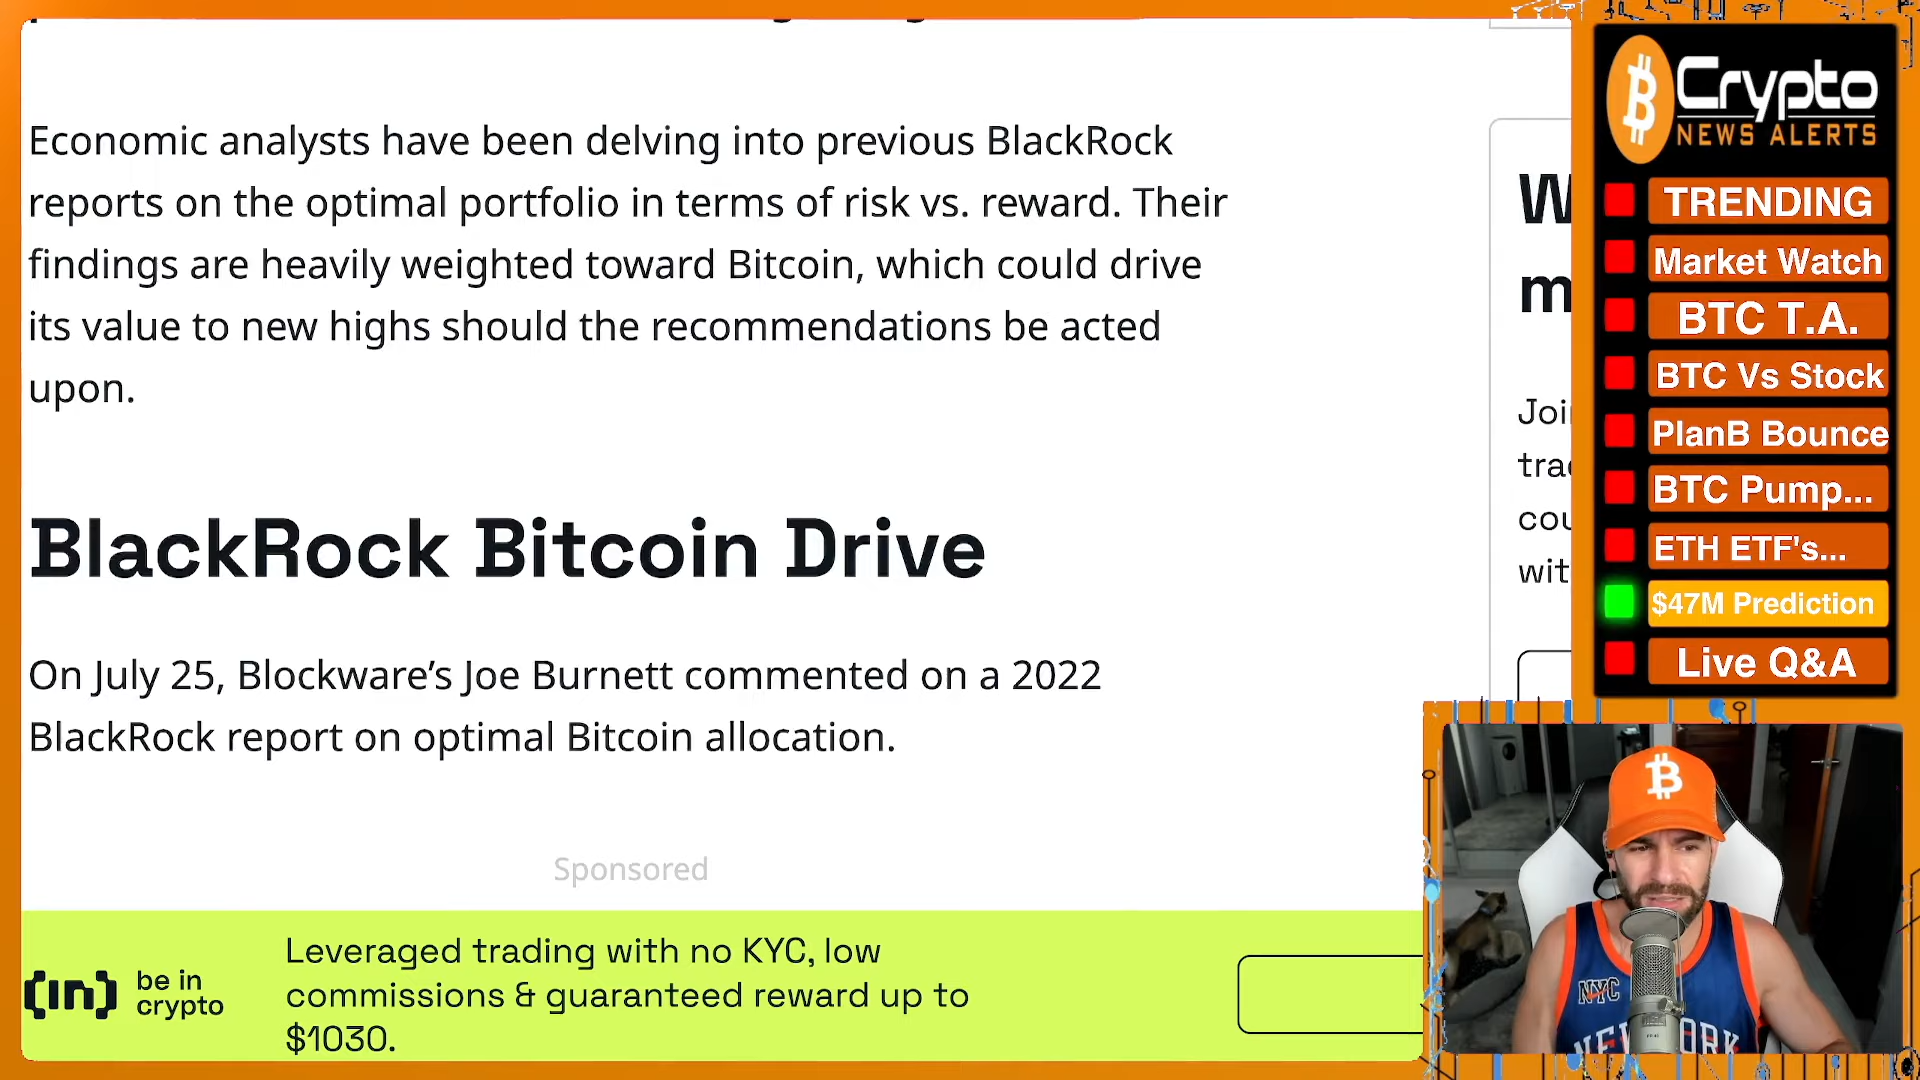 Economic analysts have been delving into previous BlackRock
reports on the optimal portfolio in terms of risk vs. reward. Their
findings are heavily weighted toward Bitcoin, which could drive
its value to new highs should the recommendations be acted
upon.
BlackRock Bitcoin Drive
On July 25, Blockware’s Joe Burnett commented on a 2022
BlackRock report on optimal Bitcoin allocation.
Sponsored
(in) be in
crypto
Leveraged trading with no KYC, low
commissions & guaranteed reward up to
$1030.
Crypto
NEWS ALERTS
TRENDING
Market Watch
BTC T.A.
BTC Vs Stock
PlanB Bounce
BTC Pump...
ETH ETF's...
$47M Prediction
Live Q&A
NYC
NEW YORK